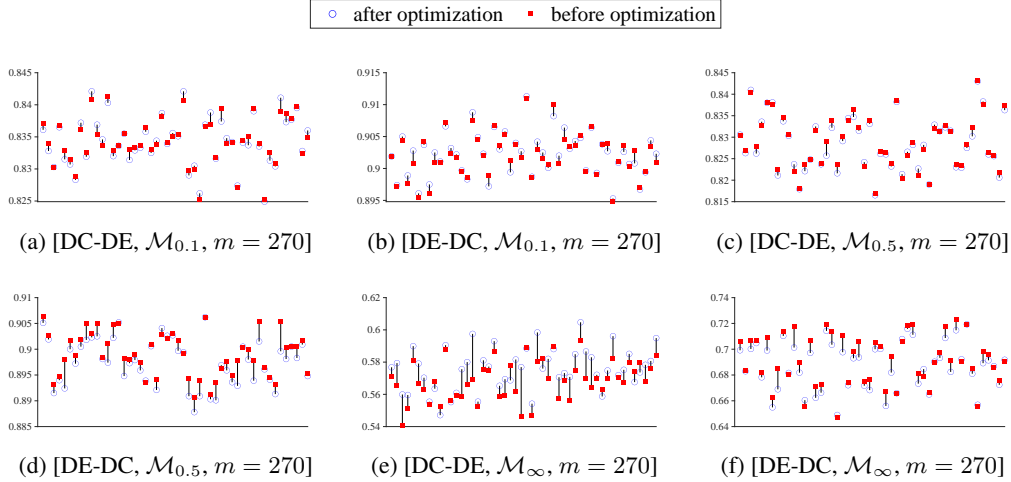 after optimization before optimization
0.845 0.915 0.845
0.84 0.91 0.84
0.835 0.905 0.835
0.83 0.9 0.83
0.825 0.895 0.82
0.815
(a) [DC-DE, M0.1, m = 270] (b) [DE-DC, M0.1, m = 270] (c) [DC-DE, M0.5, m = 270]
0.91 0.62 0.74
0.905 0.6 0.72
0.9 0.58 0.7
0.895 0.56 0.68
0.89 0.54 0.66
0.885 0.64
(d) [DE-DC, M0.5, m = 270] (e) [DC-DE, M∞, m = 270] (f) [DE-DC, M∞, m = 270]